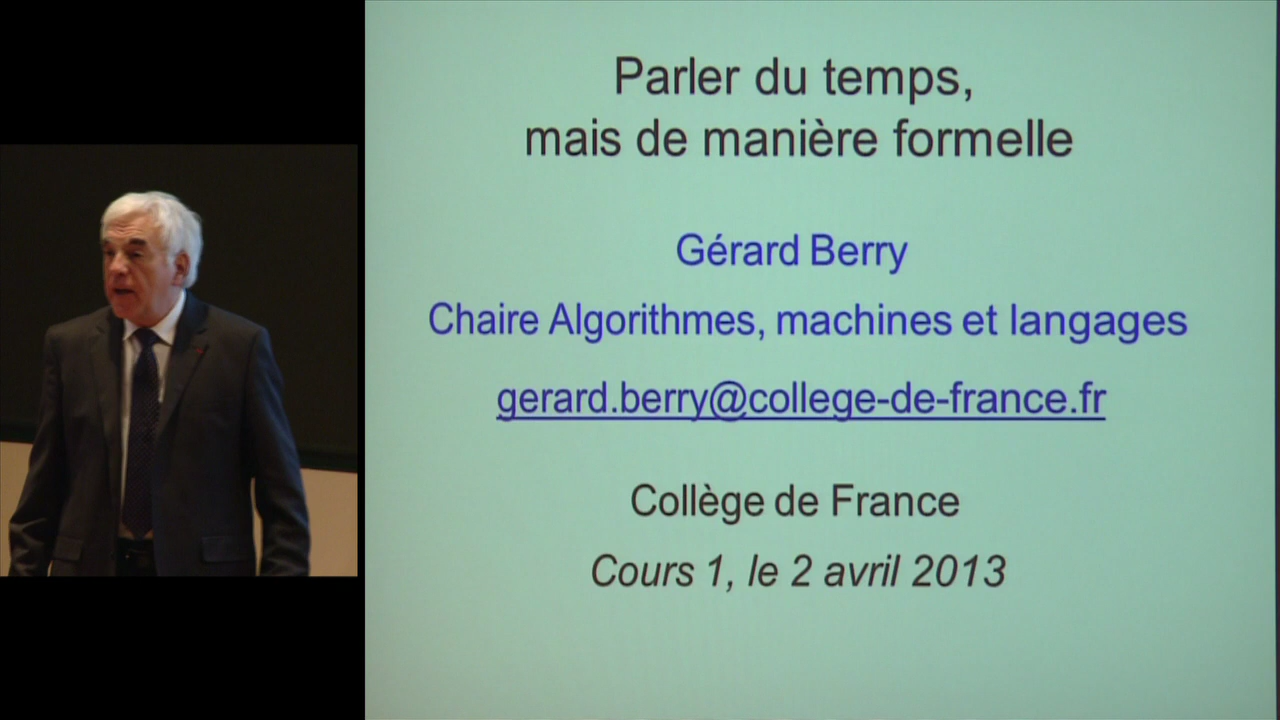 Parler du temps,
mais de manière formelle
Gérard Berry
Chaire Algorithmes, machines et langages
gerard.berry@college-de-france.fr
Collège de France
Cours 1, le 2 avril 2013